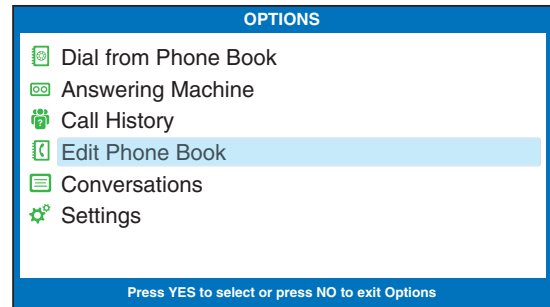 OPTIONS
Dial from Phone Book
Answering Machine
Call History
Edit Phone Book
Conversations
Settings
Press YES to select or press NO to exit Options